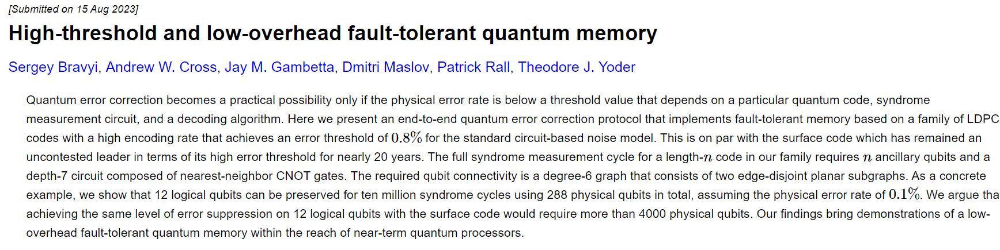 [Submitted on 15 Aug 2023]
High-threshold and low-overhead fault-tolerant quantum memory
Sergey Bravyi, Andrew W. Cross, Jay M. Gambetta, Dmitri Maslov, Patrick Rall, Theodore J. Yoder
Quantum error correction becomes a practical possibility only if the physical error rate is below a threshold value that depends on a particular quantum code, syndrome
measurement circuit, and a decoding algorithm. Here we present an end-to-end quantum error correction protocol that implements fault-tolerant memory based on a family of LDPC
codes with a high encoding rate that achieves an error threshold of 0.8% for the standard circuit-based noise model. This is on par with the surface code which has remained an
uncontested leader in terms of its high error threshold for nearly 20 years. The full syndrome measurement cycle for a length-n code in our family requires n ancillary qubits and a
depth-7 circuit composed of nearest-neighbor CNOT gates. The required qubit connectivity is a degree-6 graph that consists of two edge-disjoint planar subgraphs. As a concrete
example, we show that 12 logical qubits can be preserved for ten million syndrome cycles using 288 physical qubits in total, assuming the physical error rate of 0.1%. We argue tha
achieving the same level of error suppression on 12 logical qubits with the surface code would require more than 4000 physical qubits. Our findings bring demonstrations of a low-
overhead fault-tolerant quantum memory within the reach of near-term quantum processors.